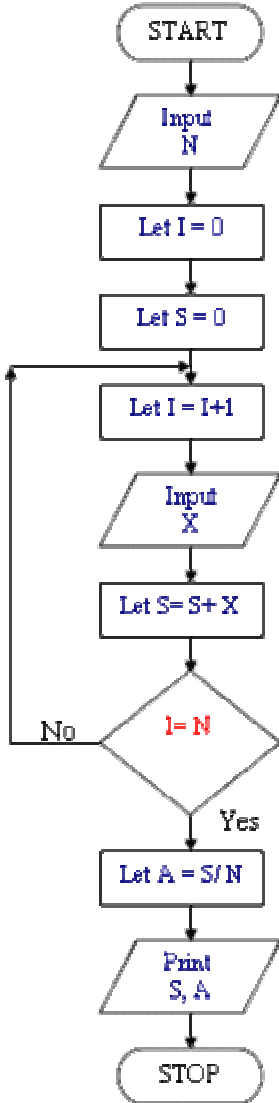 START
Input
N
Let I = 0
Let S = 0
Let I = I+1
Input
X
Let S= S+ X
I= N
No
Yes
Let A = S/ N
Print
S, A
STOP